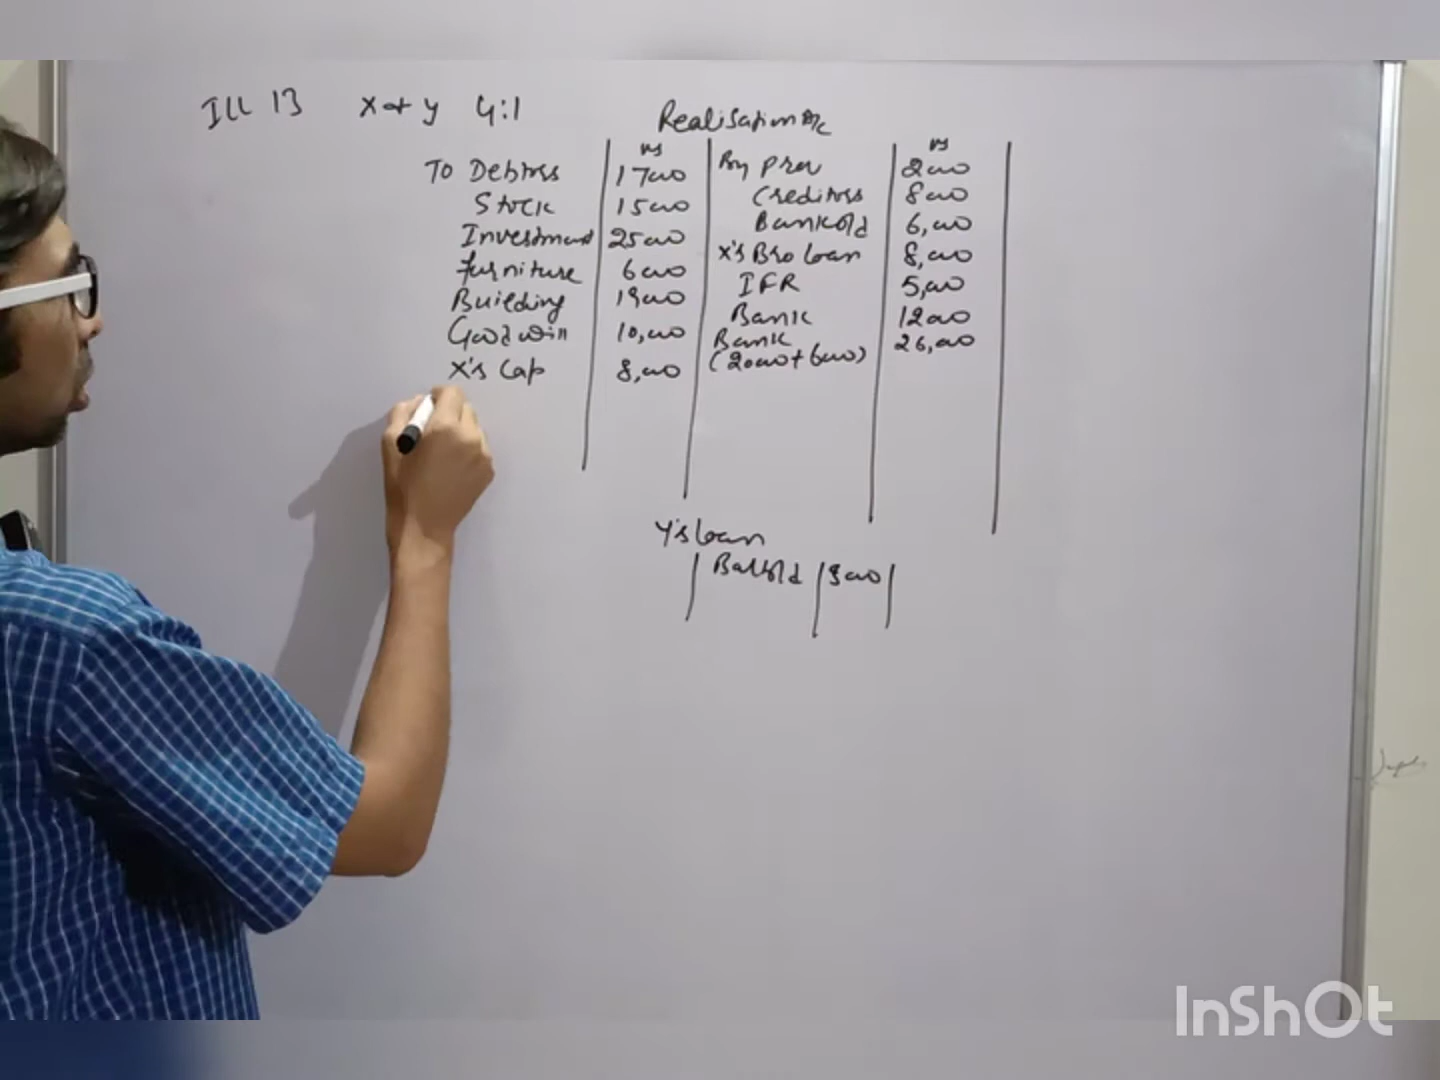 Ill 13 X & Y 4:1
Realisation A/c
Rs Rs
To Debtors 17000 By Prov 2000
Stock 15000 Creditors 8000
Investment 25000 Bank O/d 6,000
Furniture 6000 X's Bro Loan 8,000
Building 19000 IFR 5,000
Goodwill 10,000 Bank 12000
X's Cap 8,000 Bank 26,000
(20000 + 6000)
Y's Loan
Bal b/d 3000
InShOt